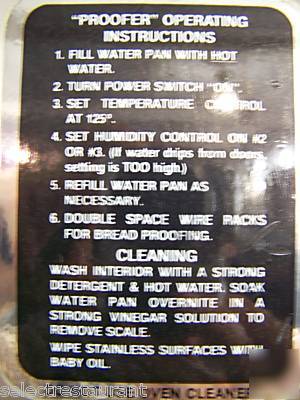 "PROOFER" OPERATING
INSTRUCTIONS
1. FILL WATER PAN WITH HOT
WATER.
2. TURN POWER SWITCH "ON".
3. SET TEMPERATURE CONTROL
AT 125°.
4. SET HUMIDITY CONTROL ON #2
OR #3. (If water drips from doors,
setting is TOO high.)
5. REFILL WATER PAN AS
NECESSARY.
6. DOUBLE SPACE WIRE RACKS
FOR BREAD PROOFING.
CLEANING
WASH INTERIOR WITH A STRONG
DETERGENT & HOT WATER, SOAK
WATER PAN OVERNITE IN A
STRONG VINEGAR SOLUTION TO
REMOVE SCALE.
WIPE STAINLESS SURFACES WITH
BABY OIL.
OVEN CLEANER
selectrestaurant